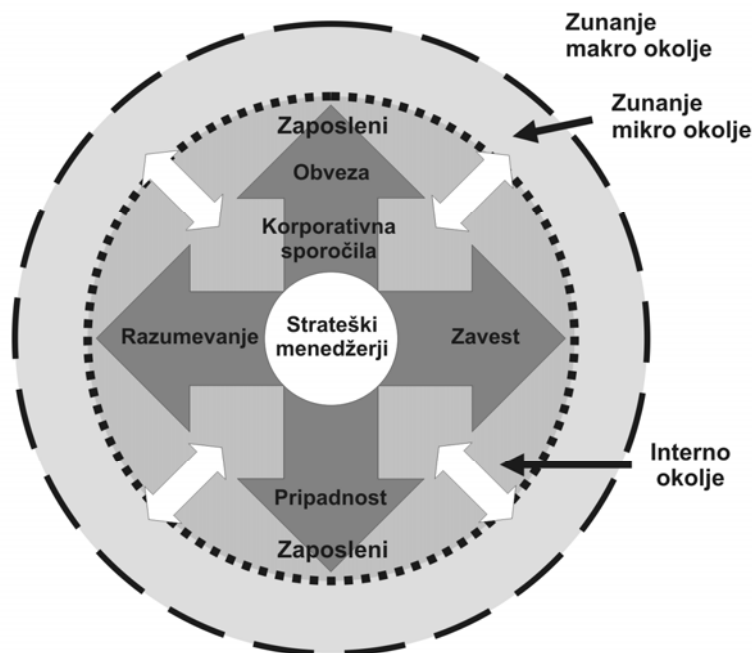 Zunanje
makro okolje
Zunanje
mikro okolje
Zaposleni
Obveza
Korporativna
sporočila
Razumevanje
Strateški
menedžerji
Zavest
Interno
okolje
Pripadnost
Zaposleni